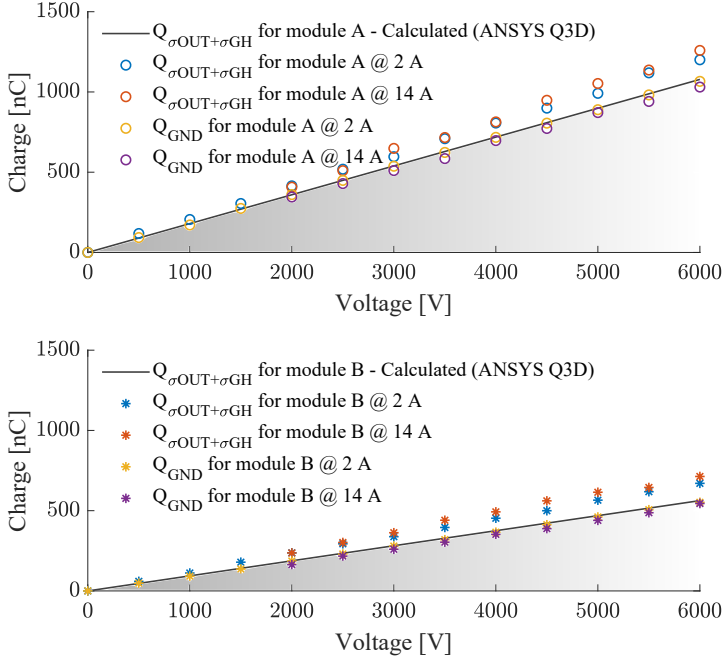 1500
1000
500
0
Charge [nC]
Q_σOUT+σGH for module A - Calculated (ANSYS Q3D)
Q_σOUT+σGH for module A @ 2 A
Q_σOUT+σGH for module A @ 14 A
Q_GND for module A @ 2 A
Q_GND for module A @ 14 A
0 1000 2000 3000 4000 5000 6000
Voltage [V]
1500
1000
500
0
Charge [nC]
Q_σOUT+σGH for module B - Calculated (ANSYS Q3D)
Q_σOUT+σGH for module B @ 2 A
Q_σOUT+σGH for module B @ 14 A
Q_GND for module B @ 2 A
Q_GND for module B @ 14 A
0 1000 2000 3000 4000 5000 6000
Voltage [V]